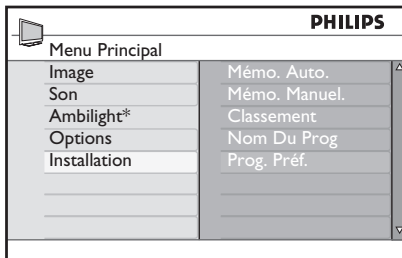 PHILIPS
Menu Principal
Image
Son
Ambilight*
Options
Installation
Mémo. Auto.
Mémo. Manuel.
Classement
Nom Du Prog
Prog. Préf.